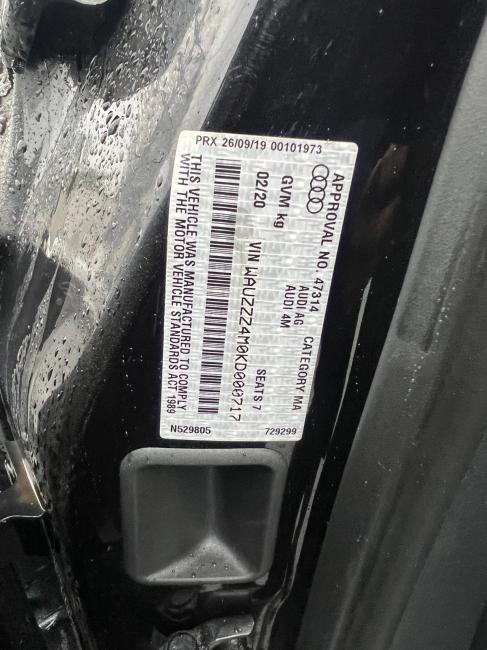 PRX 26/09/19 00101973
APPROVAL NO. 47314
AUDI AG CATEGORY MA
AUDI 4M
GVM kg
02/20 SEATS 7
VIN WAUZZZ4M0KD000717
THIS VEHICLE WAS MANUFACTURED TO COMPLY
WITH THE MOTOR VEHICLE STANDARDS ACT 1989
N529805 729299